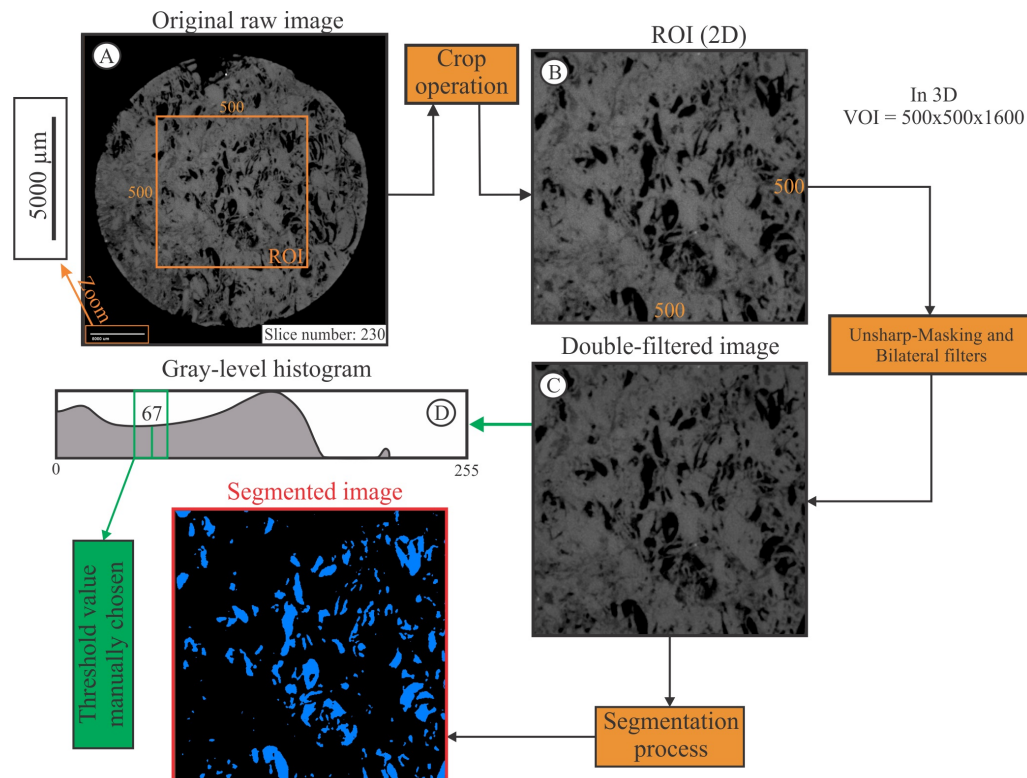 Original raw image
A
500
500
ROI
5000 µm
Zoom
5000 µm
Slice number: 230
Crop
operation
ROI (2D)
B
500
500
In 3D
VOI = 500x500x1600
Unsharp-Masking and
Bilateral filters
Double-filtered image
C
Gray-level histogram
67
D
0
255
Threshold value
manually chosen
Segmented image
Segmentation
process